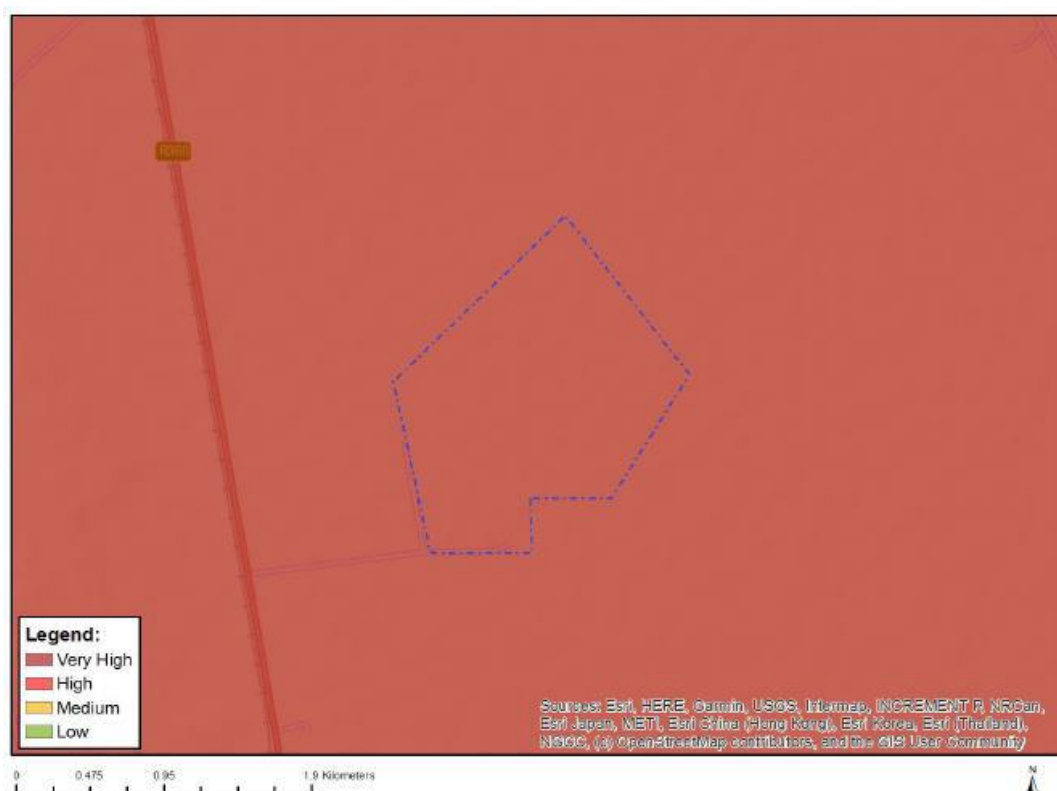 Legend:
Very High
High
Medium
Low
Sources: Esri, HERE, Garmin, USGS, Intermap, INCREMENT P, NRCan,
Esri Japan, METI, Esri China (Hong Kong), Esri Korea, Esri (Thailand),
NGCC, (c) OpenStreetMap contributors, and the GIS User Community
0 0.475 0.95 1.9 Kilometers
N